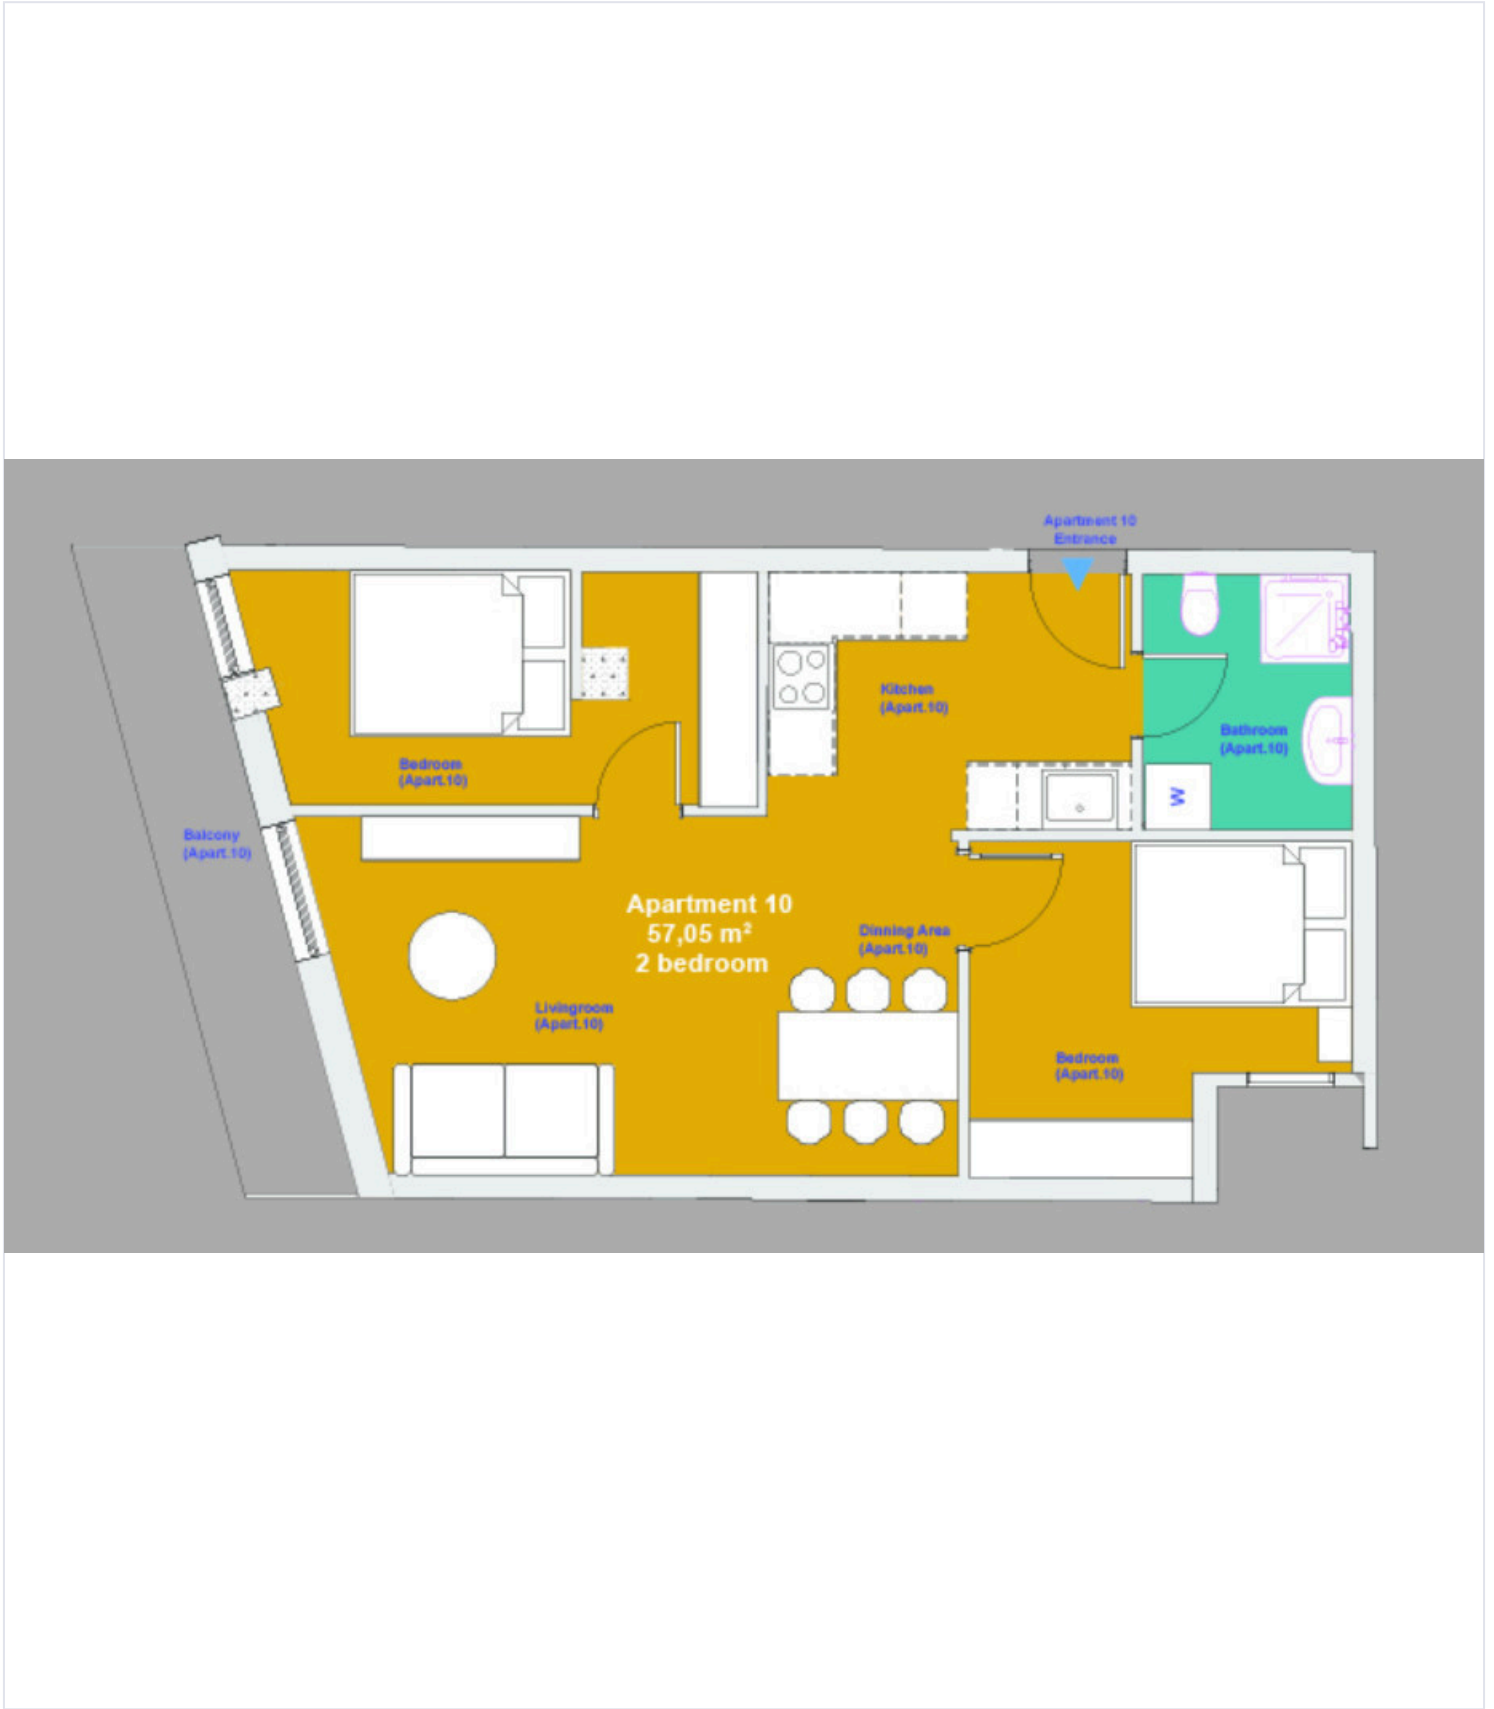 Apartment 10
Entrance
Kitchen
(Apart.10)
Bathroom
(Apart.10)
Bedroom
(Apart.10)
W
Balcony
(Apart.10)
Apartment 10
57,05 m²
2 bedroom
Dinning Area
(Apart.10)
Livingroom
(Apart.10)
Bedroom
(Apart.10)